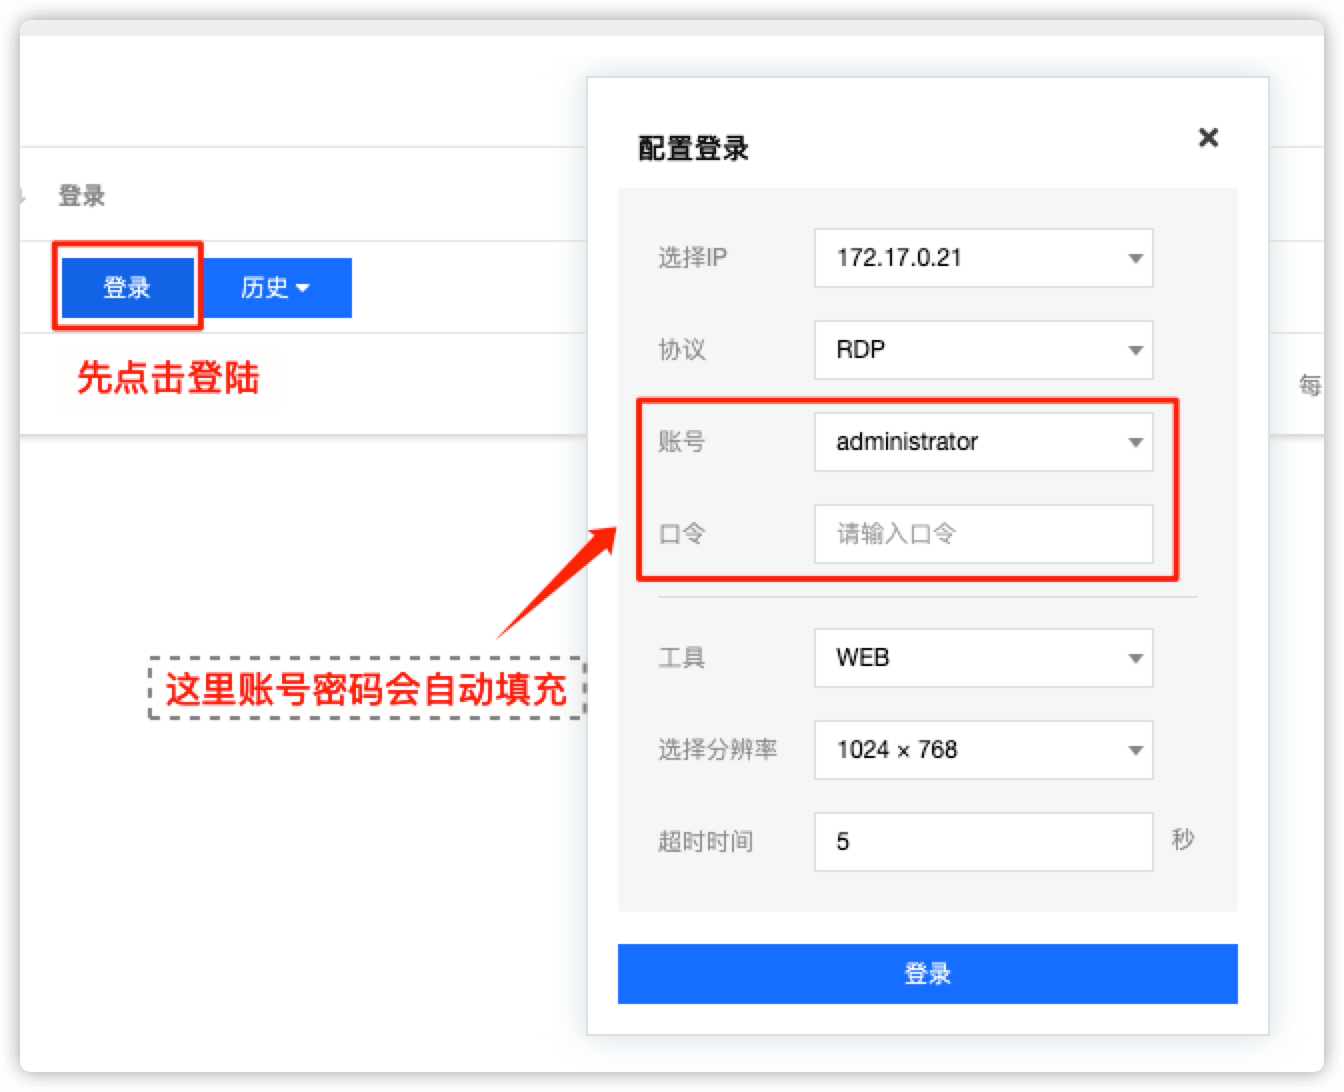 配置登录
登录
选择IP
172.17.0.21
登录
历史
协议
RDP
先点击登陆
每
账号
administrator
口令
请输入口令
工具
WEB
这里账号密码会自动填充
选择分辨率
1024 × 768
超时时间
5
秒
登录